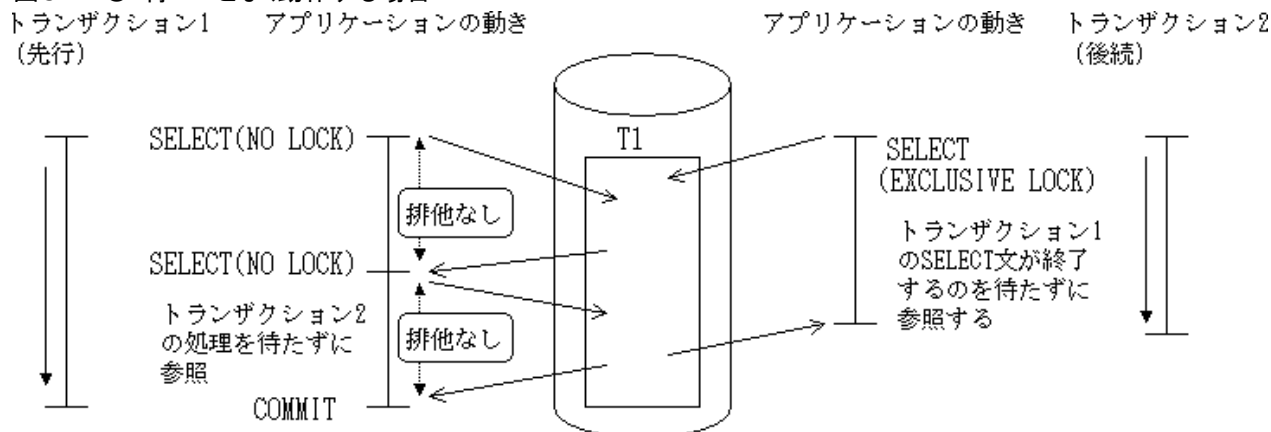 トランザクション1 アプリケーションの動き アプリケーションの動き トランザクション2
(先行) (後続)
SELECT(NO LOCK)
排他なし
SELECT(NO LOCK)
トランザクション2
の処理を待たずに
参照
排他なし
COMMIT
T1
SELECT
(EXCLUSIVE LOCK)
トランザクション1
のSELECT文が終了
するのを待たずに
参照する